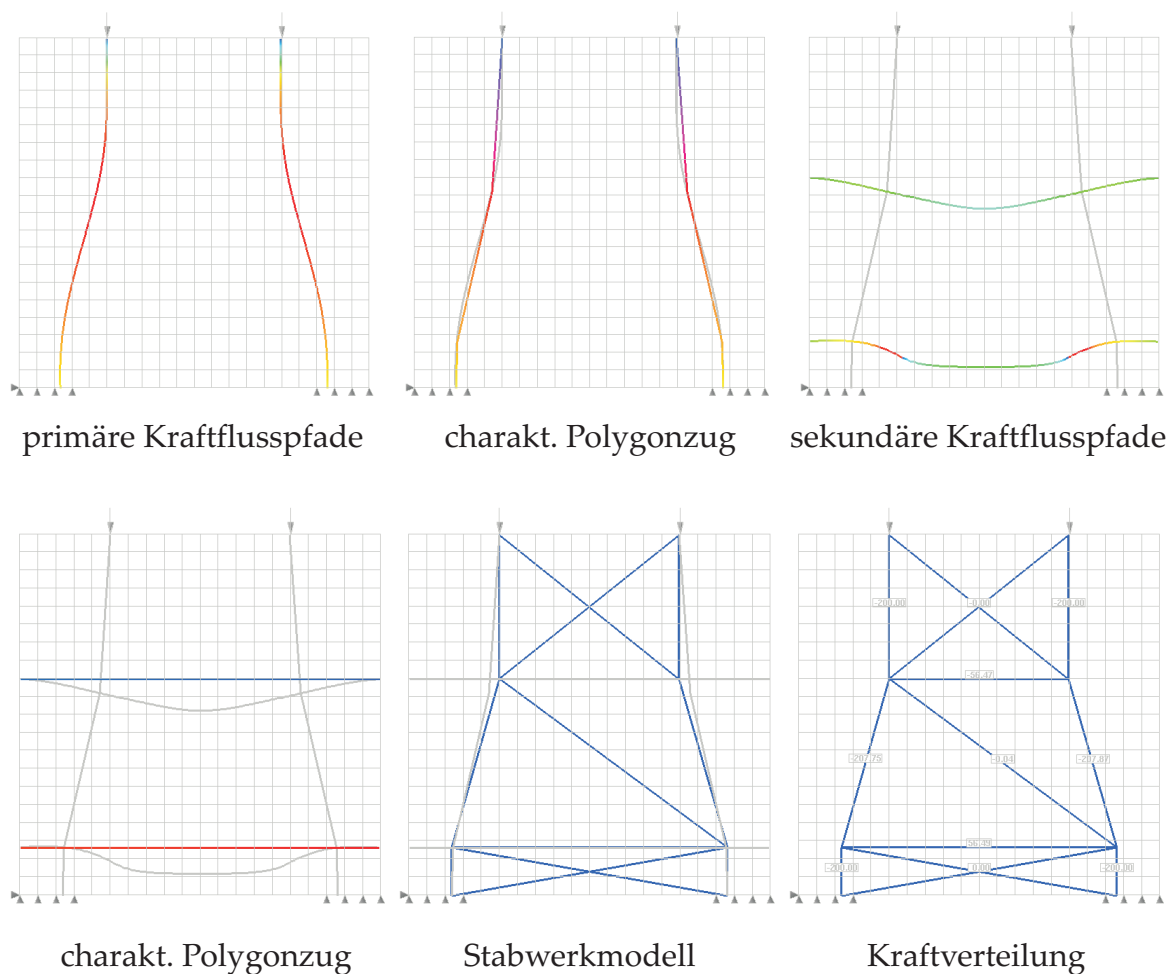 primäre Kraftflusspfade
charakt. Polygonzug
sekundäre Kraftflusspfade
-200.00
-0.00
-200.00
-56.47
-207.75
-0.04
-207.87
56.49
-200.00
0.00
-200.00
charakt. Polygonzug
Stabwerkmodell
Kraftverteilung